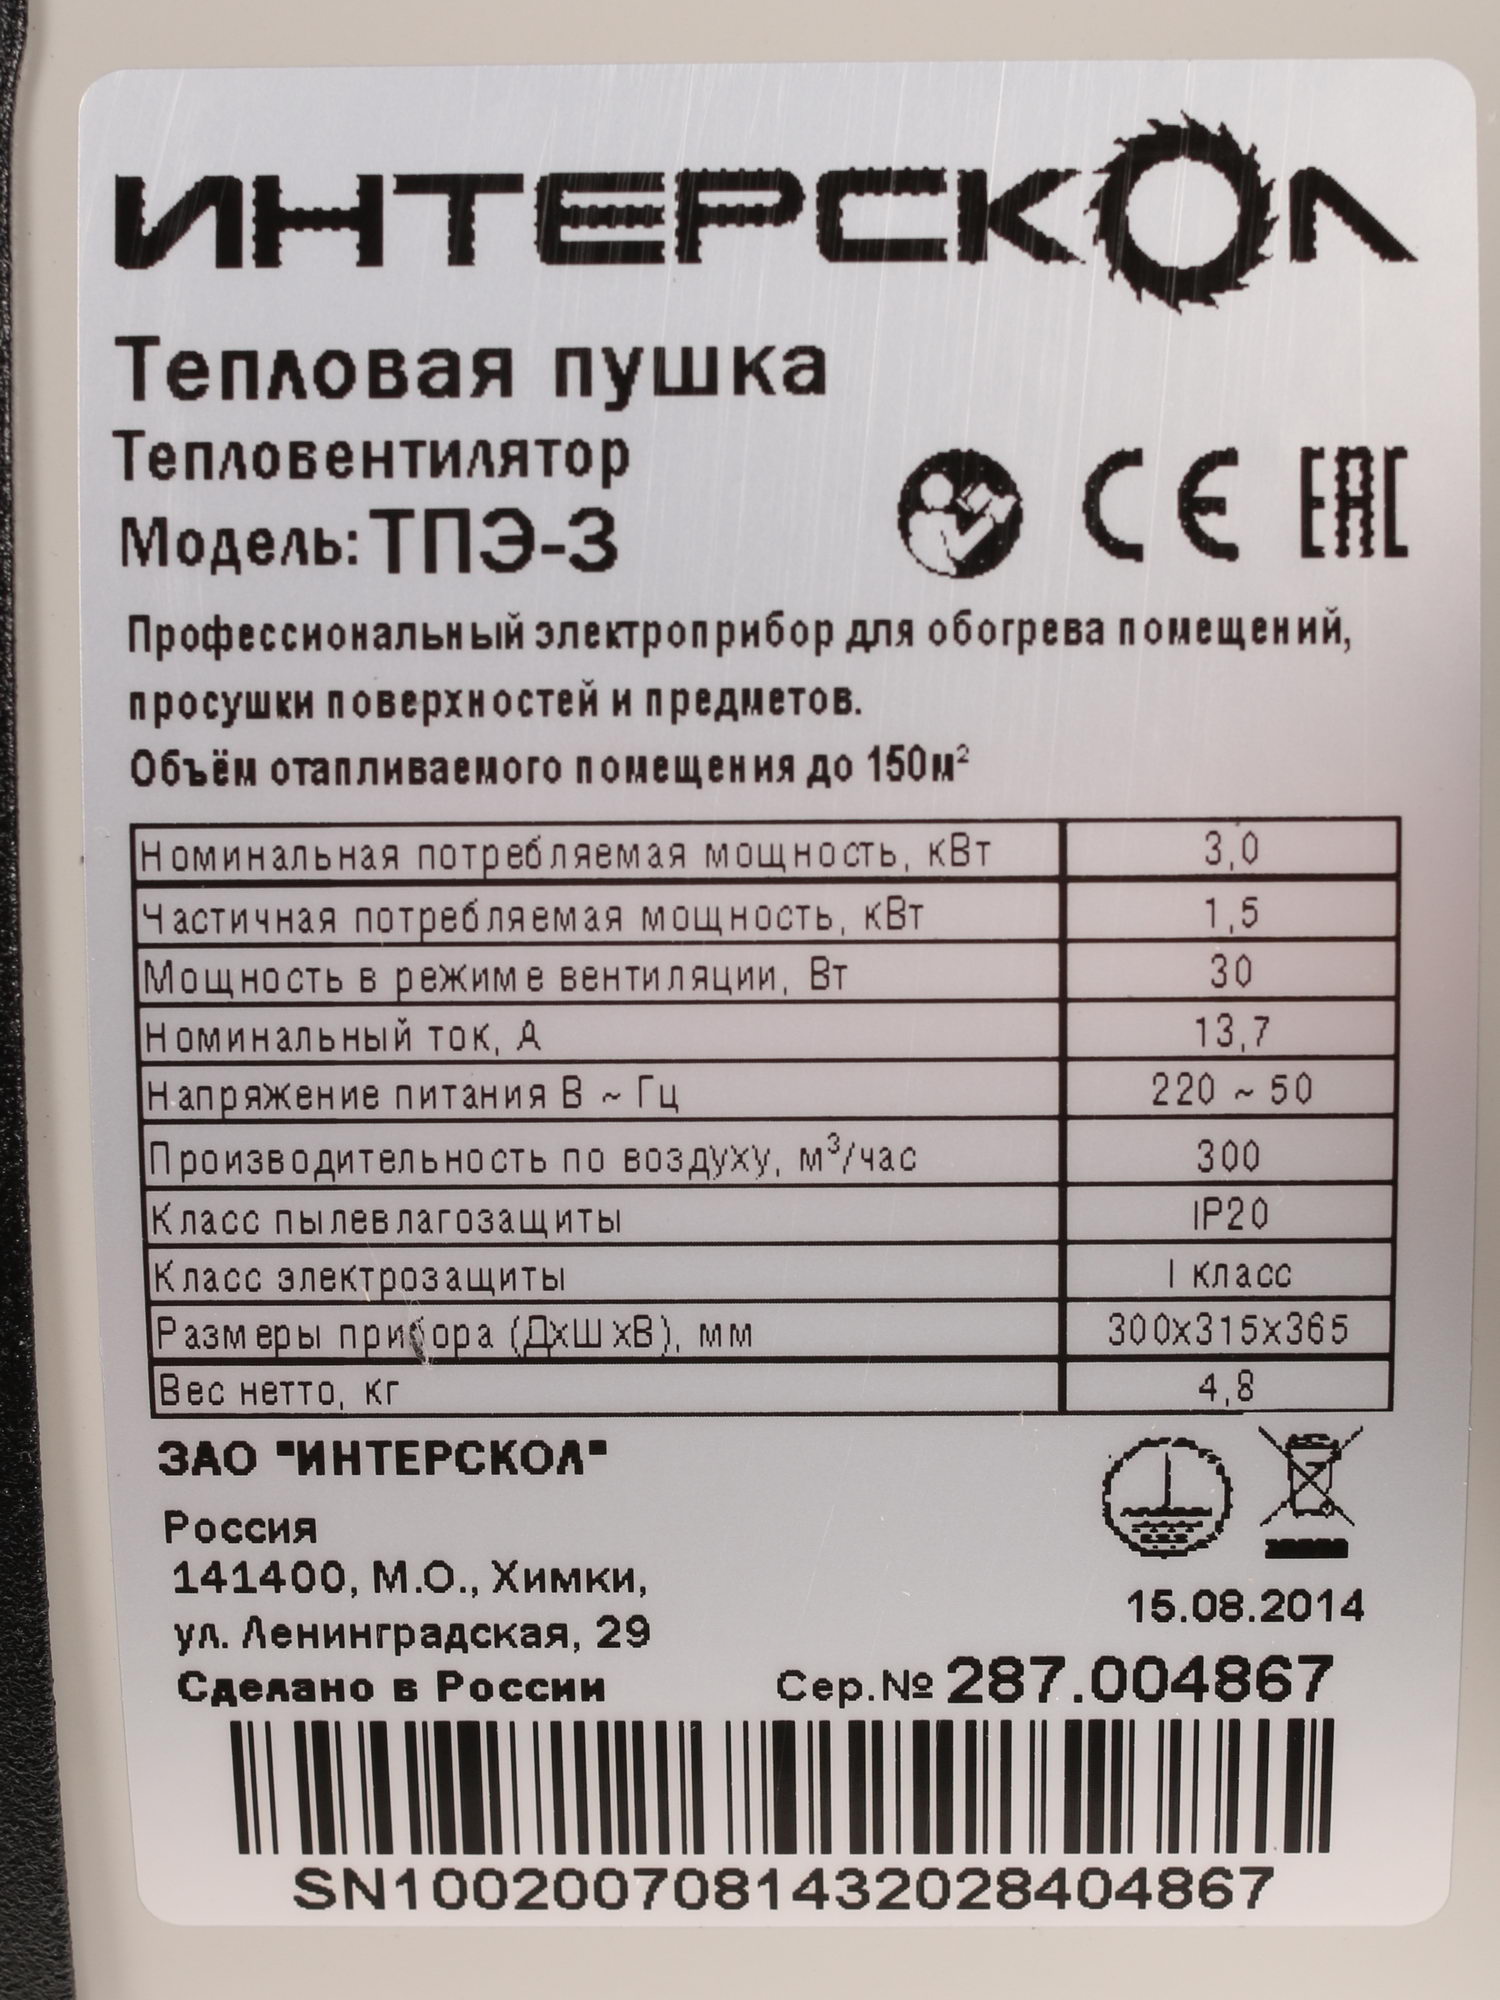 ИНТЕРСКОЛ
Тепловая пушка
Тепловентилятор
Модель: ТПЭ-3
CE EAC
Профессиональный электроприбор для обогрева помещений,
просушки поверхностей и предметов.
Объём отапливаемого помещения до 150м²
Номинальная потребляемая мощность, кВт 3,0
Частичная потребляемая мощность, кВт 1,5
Мощность в режиме вентиляции, Вт 30
Номинальный ток, А 13,7
Напряжение питания В ~ Гц 220 ~ 50
Производительность по воздуху, м³/час 300
Класс пылевлагозащиты IP20
Класс электрозащиты I класс
Размеры прибора (ДхШхВ), мм 300х315х365
Вес нетто, кг 4,8
ЗАО "ИНТЕРСКОЛ"
Россия
141400, М.О., Химки,
ул. Ленинградская, 29
15.08.2014
Сделано в России
Сер.№ 287.004867
SN1002007081432028404867